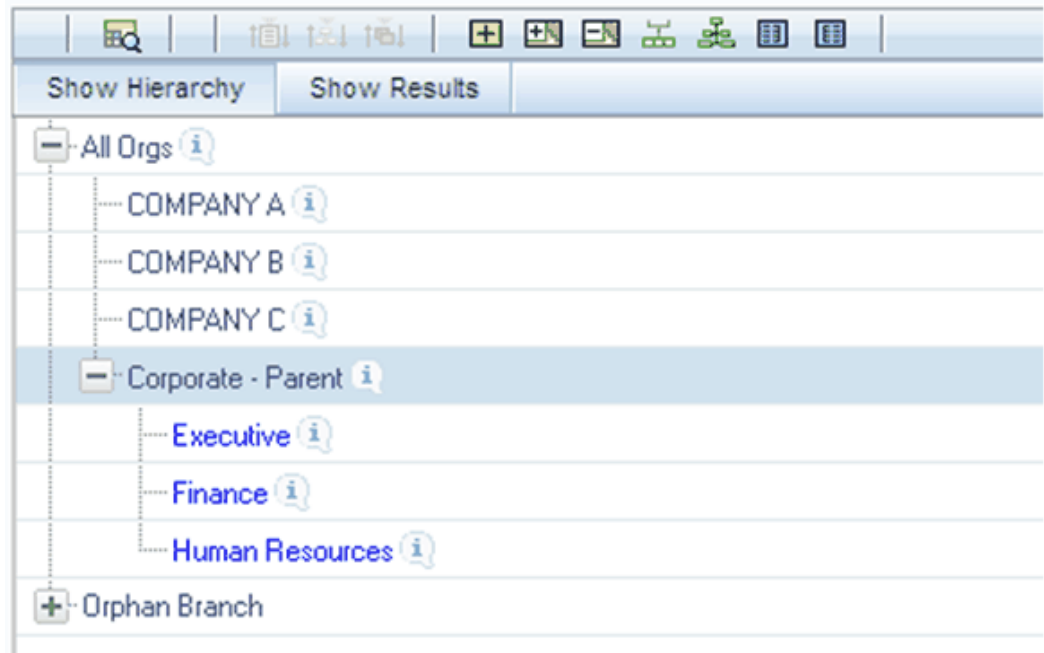 Show Hierarchy Show Results
All Orgs
COMPANY A
COMPANY B
COMPANY C
Corporate - Parent
Executive
Finance
Human Resources
Orphan Branch